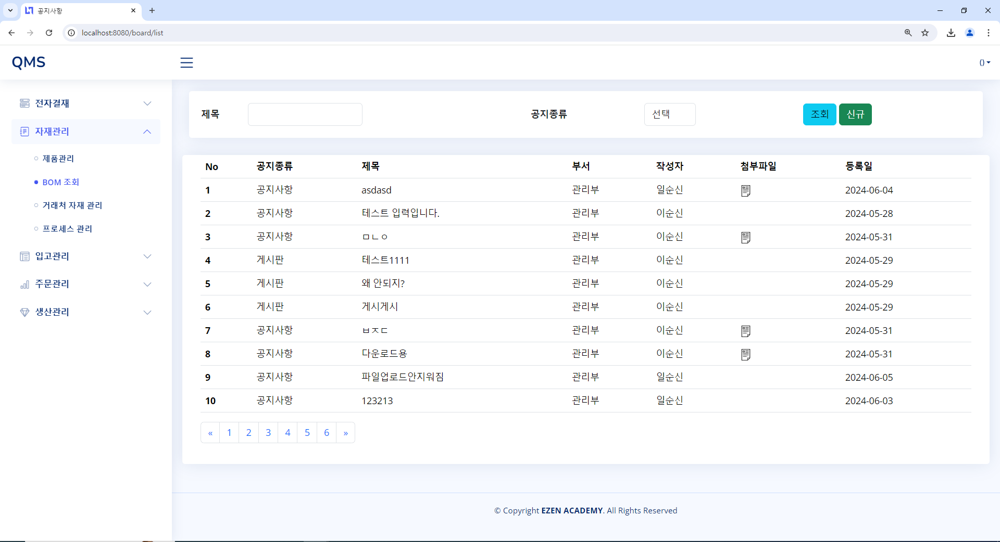 공지사항
localhost:8080/board/list
QMS
()
전자결재
자재관리
제품관리
BOM 조회
거래처 자재 관리
프로세스 관리
입고관리
주문관리
생산관리
제목 공지종류 선택 조회 신규
No 공지종류 제목 부서 작성자 첨부파일 등록일
1 공지사항 asdasd 관리부 일순신 2024-06-04
2 공지사항 테스트 입력입니다. 관리부 이순신 2024-05-28
3 공지사항 ㅁㄴㅇ 관리부 이순신 2024-05-31
4 게시판 테스트1111 관리부 이순신 2024-05-29
5 게시판 왜 안되지? 관리부 이순신 2024-05-29
6 게시판 게시게시 관리부 이순신 2024-05-29
7 공지사항 ㅂㅈㄷ 관리부 이순신 2024-05-31
8 공지사항 다운로드용 관리부 이순신 2024-05-31
9 공지사항 파일업로드안지워짐 관리부 일순신 2024-06-05
10 공지사항 123213 관리부 일순신 2024-06-03
« 1 2 3 4 5 6 »
© Copyright EZEN ACADEMY. All Rights Reserved